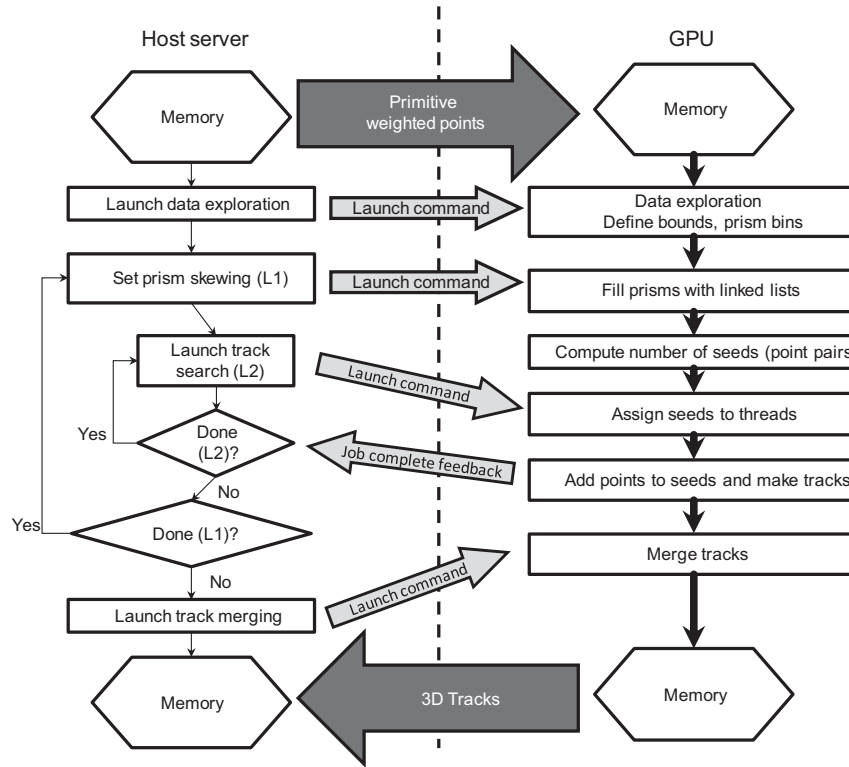 Host server
GPU
Memory
Primitive
weighted points
Memory
Launch data exploration
Launch command
Data exploration
Define bounds, prism bins
Set prism skewing (L1)
Launch command
Fill prisms with linked lists
Launch track
search (L2)
Launch command
Compute number of seeds (point pairs
Assign seeds to threads
Yes
Done
(L2)?
Job complete feedback
Add points to seeds and make tracks
No
Yes
Done (L1)?
Merge tracks
No
Launch command
Launch track merging
Memory
3D Tracks
Memory